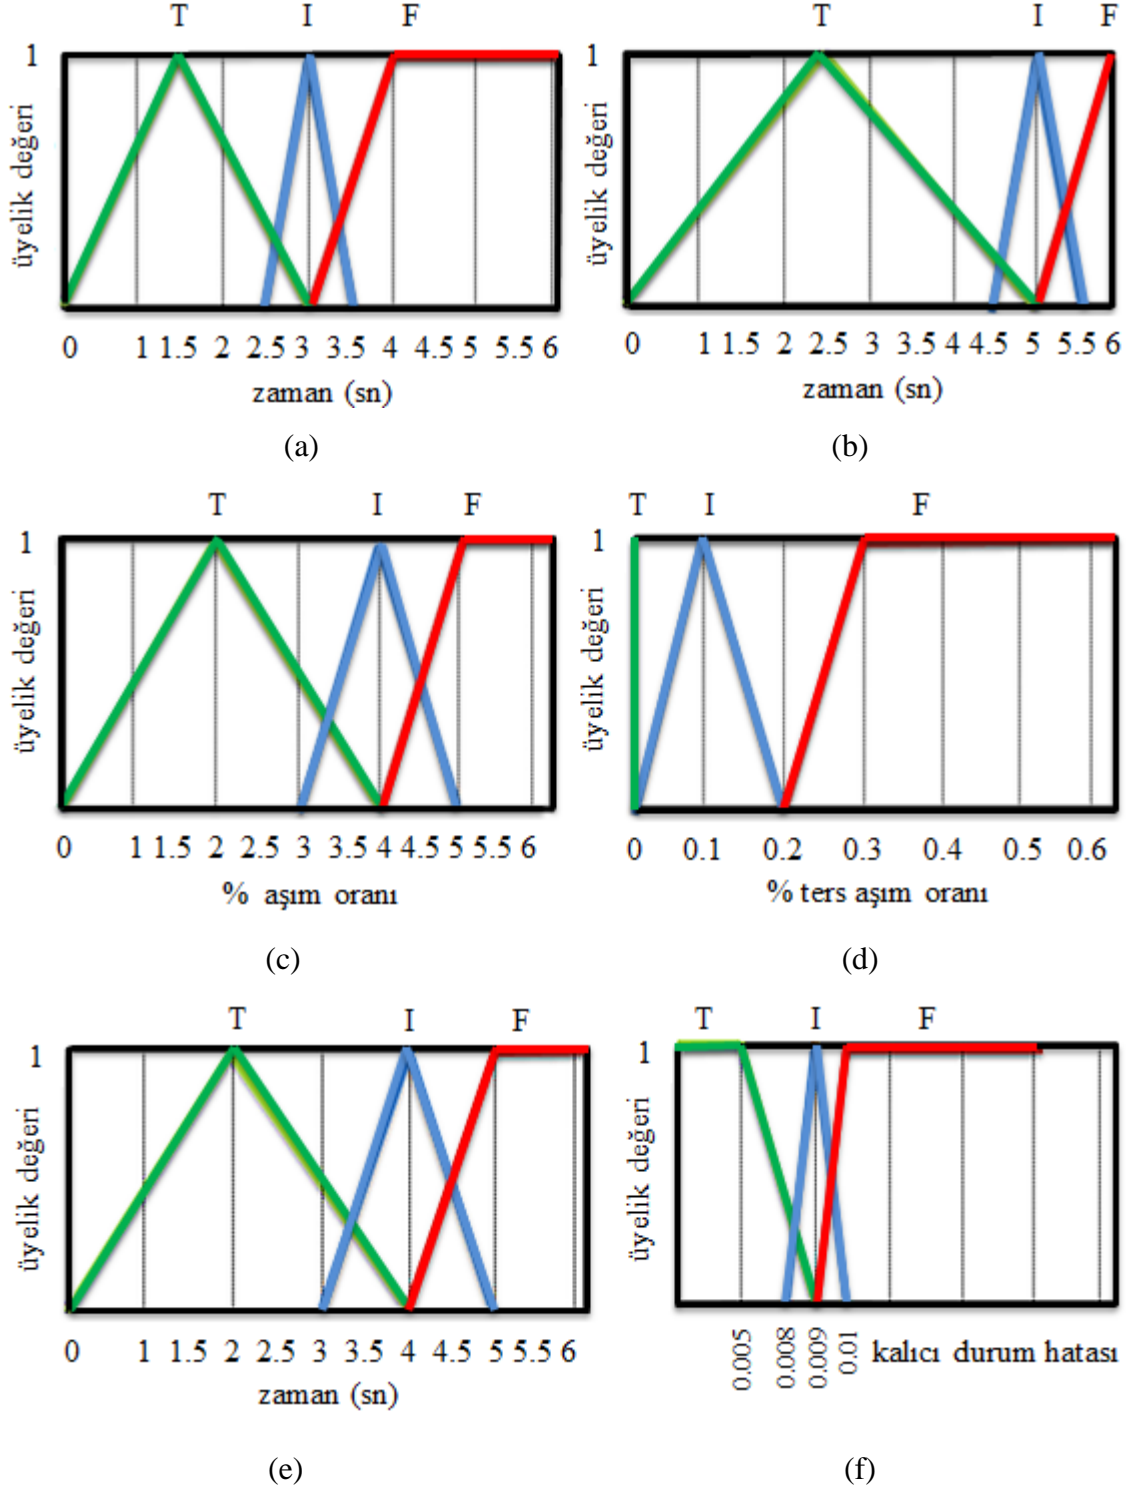 T I F
1
üyelik değeri
0 1 1.5 2 2.5 3 3.5 4 4.5 5 5.5 6
zaman (sn)
(a)
T I F
1
üyelik değeri
0 1 1.5 2 2.5 3 3.5 4 4.5 5 5.5 6
zaman (sn)
(b)
T I F
1
üyelik değeri
0 1 1.5 2 2.5 3 3.5 4 4.5 5 5.5 6
% aşım oranı
(c)
T I F
1
üyelik değeri
0 0.1 0.2 0.3 0.4 0.5 0.6
% ters aşım oranı
(d)
T I F
1
üyelik değeri
0 1 1.5 2 2.5 3 3.5 4 4.5 5 5.5 6
zaman (sn)
(e)
T I F
1
üyelik değeri
0.005 0.008 0.009 0.01 kalıcı durum hatası
(f)